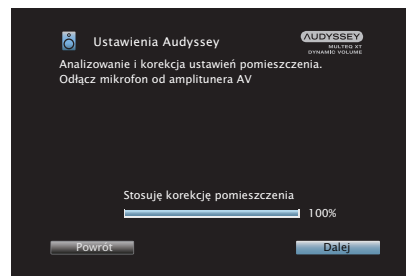 Ustawienia Audyssey
AUDYSSEY
MULTEQ XT
DYNAMIC VOLUME
Analizowanie i korekcja ustawień pomieszczenia.
Odłącz mikrofon od amplitunera AV
Stosuję korekcję pomieszczenia
100%
Powrót
Dalej